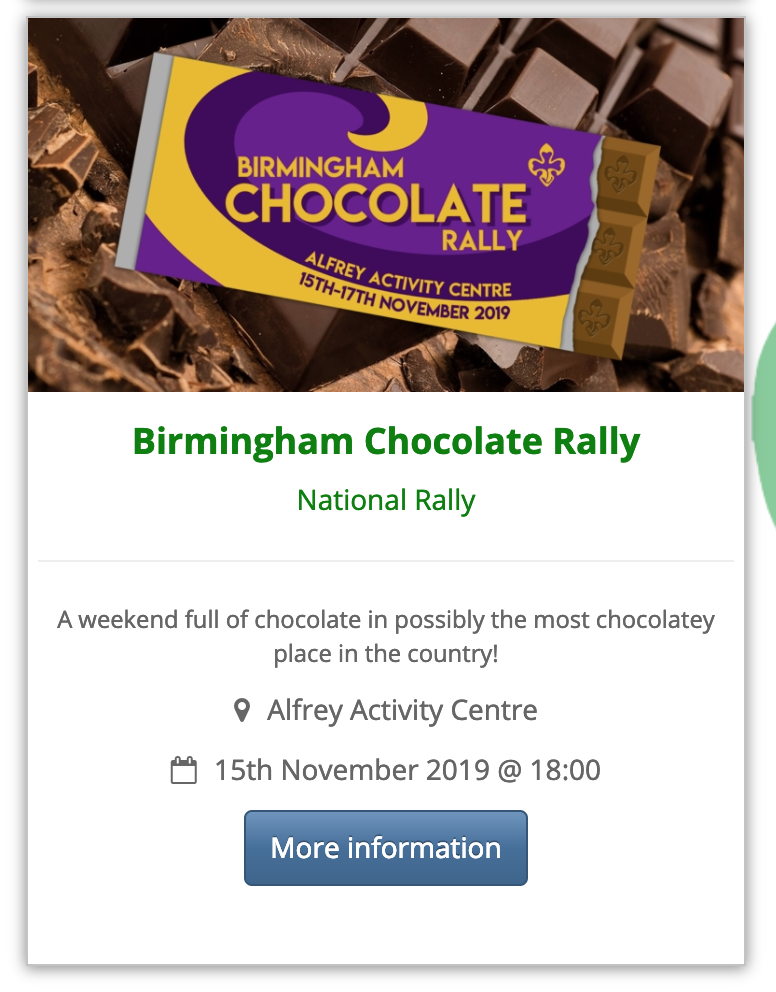 BIRMINGHAM
CHOCOLATE
RALLY
ALFREY ACTIVITY CENTRE
15TH-17TH NOVEMBER 2019
Birmingham Chocolate Rally
National Rally
A weekend full of chocolate in possibly the most chocolatey
place in the country!
Alfrey Activity Centre
15th November 2019 @ 18:00
More information